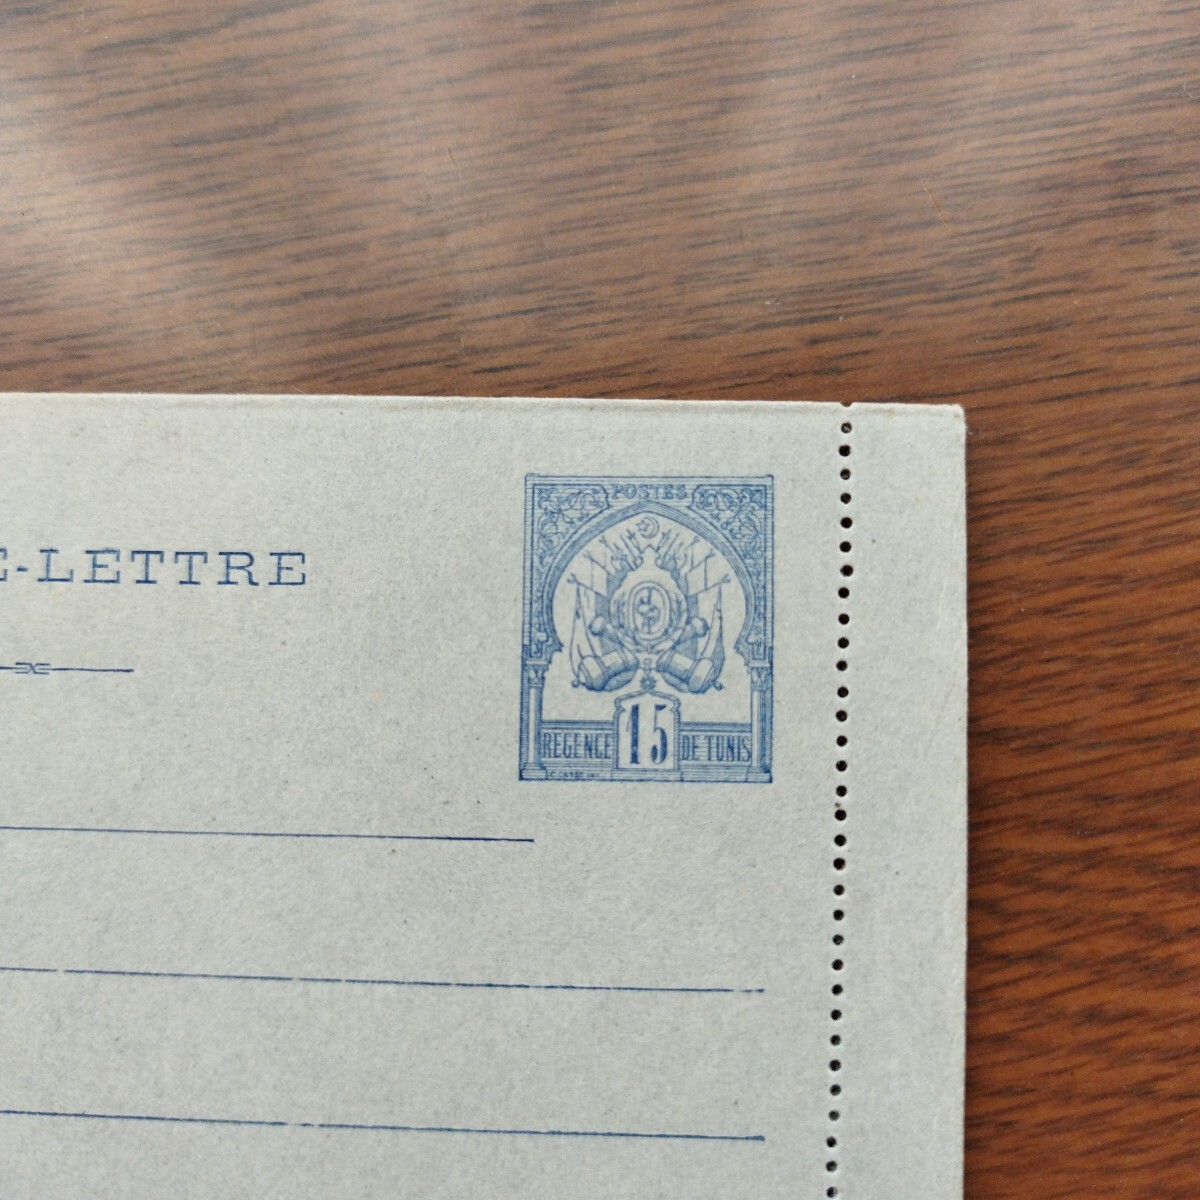 POSTES
E-LETTRE
15
REGENCE DE TUNIS